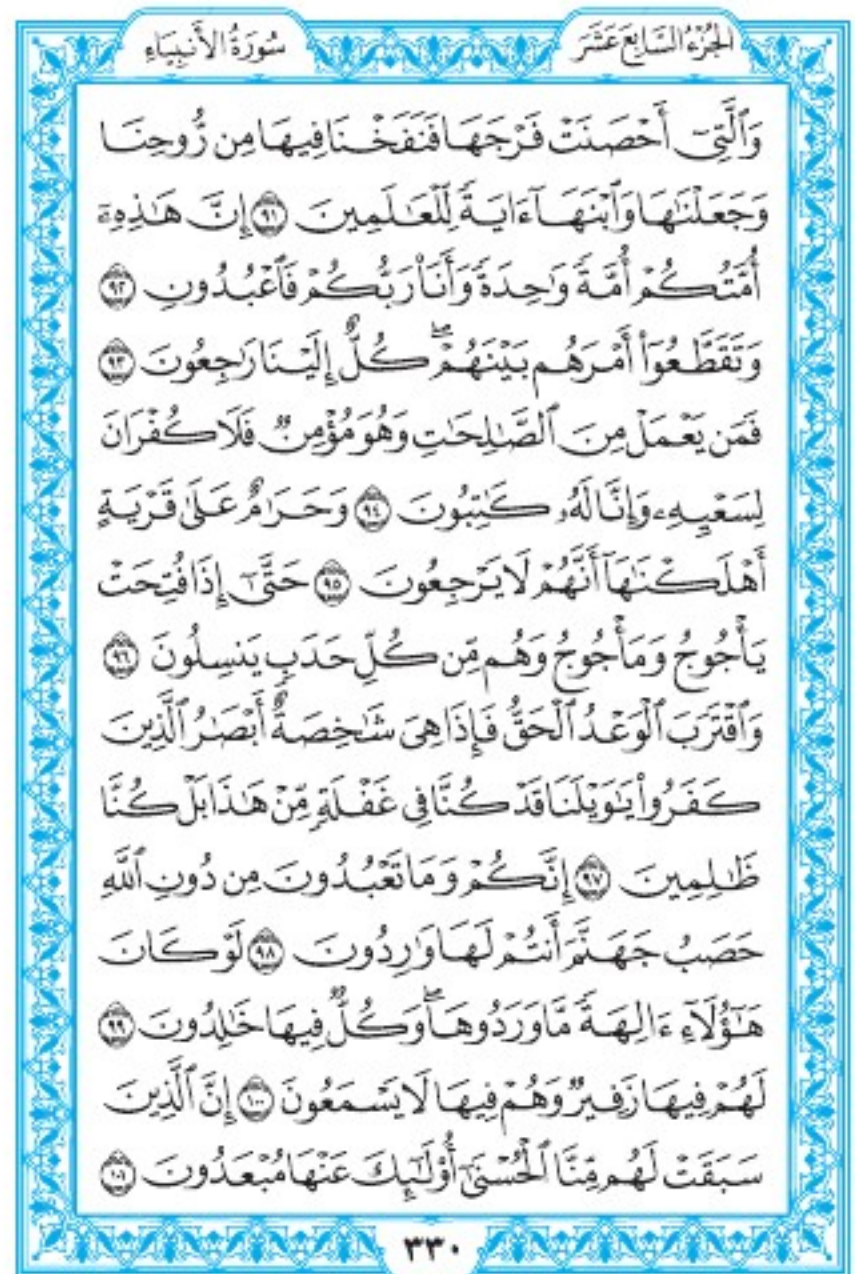 الجُزْءُ السَّابِعَ عَشَرَ
سُورَةُ الأَنبِيَاءِ
وَٱلَّتِىٓ أَحْصَنَتْ فَرْجَهَا فَنَفَخْنَا فِيهَا مِن رُّوحِنَا
وَجَعَلْنَٰهَا وَٱبْنَهَآ ءَايَةً لِّلْعَٰلَمِينَ ٩١ إِنَّ هَٰذِهِۦٓ
أُمَّتُكُمْ أُمَّةً وَٰحِدَةً وَأَنَا۠ رَبُّكُمْ فَٱعْبُدُونِ ٩٢
وَتَقَطَّعُوٓا۟ أَمْرَهُم بَيْنَهُمْ ۖ كُلٌّ إِلَيْنَا رَٰجِعُونَ ٩٣
فَمَن يَعْمَلْ مِنَ ٱلصَّٰلِحَٰتِ وَهُوَ مُؤْمِنٌ فَلَا كُفْرَانَ
لِسَعْيِهِۦ وَإِنَّا لَهُۥ كَٰتِبُونَ ٩٤ وَحَرَٰمٌ عَلَىٰ قَرْيَةٍ
أَهْلَكْنَٰهَآ أَنَّهُمْ لَا يَرْجِعُونَ ٩٥ حَتَّىٰٓ إِذَا فُتِحَتْ
يَأْجُوجُ وَمَأْجُوجُ وَهُم مِّن كُلِّ حَدَبٍ يَنسِلُونَ ٩٦
وَٱقْتَرَبَ ٱلْوَعْدُ ٱلْحَقُّ فَإِذَا هِىَ شَٰخِصَةٌ أَبْصَٰرُ ٱلَّذِينَ
كَفَرُوا۟ يَٰوَيْلَنَا قَدْ كُنَّا فِى غَفْلَةٍ مِّنْ هَٰذَا بَلْ كُنَّا
ظَٰلِمِينَ ٩٧ إِنَّكُمْ وَمَا تَعْبُدُونَ مِن دُونِ ٱللَّهِ
حَصَبُ جَهَنَّمَ أَنتُمْ لَهَا وَٰرِدُونَ ٩٨ لَوْ كَانَ
هَٰٓؤُلَآءِ ءَالِهَةً مَّا وَرَدُوهَا ۖ وَكُلٌّ فِيهَا خَٰلِدُونَ ٩٩
لَهُمْ فِيهَا زَفِيرٌ وَهُمْ فِيهَا لَا يَسْمَعُونَ ١٠٠ إِنَّ ٱلَّذِينَ
سَبَقَتْ لَهُم مِّنَّا ٱلْحُسْنَىٰٓ أُو۟لَٰٓئِكَ عَنْهَا مُبْعَدُونَ ١٠١
٣٣٠